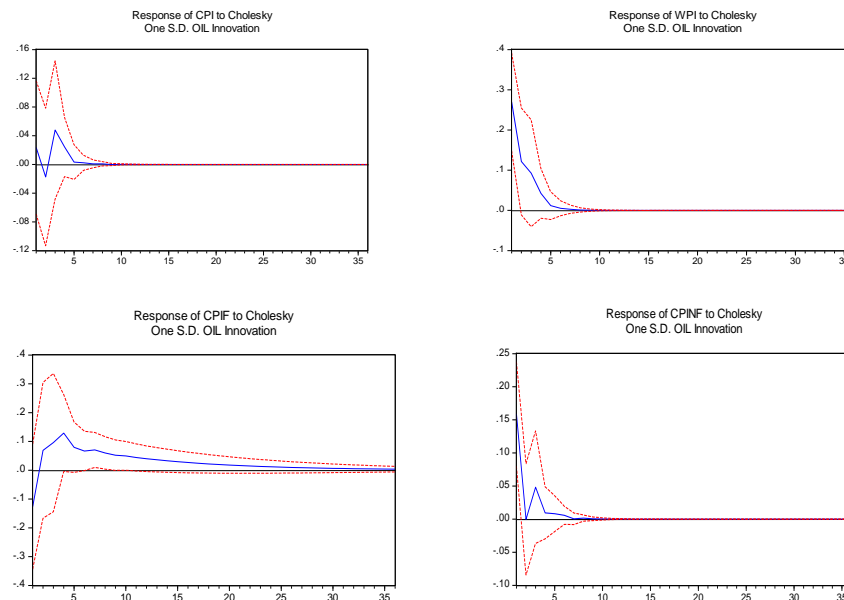 Response of CPI to Cholesky
One S.D. OIL Innovation
.16
.12
.08
.04
.00
-.04
-.08
-.12
5 10 15 20 25 30 35
Response of WPI to Cholesky
One S.D. OIL Innovation
.4
.3
.2
.1
.0
-.1
5 10 15 20 25 30 35
Response of CPIF to Cholesky
One S.D. OIL Innovation
.4
.3
.2
.1
.0
-.1
-.2
-.3
-.4
5 10 15 20 25 30 35
Response of CPINF to Cholesky
One S.D. OIL Innovation
.25
.20
.15
.10
.05
.00
-.05
-.10
5 10 15 20 25 30 35